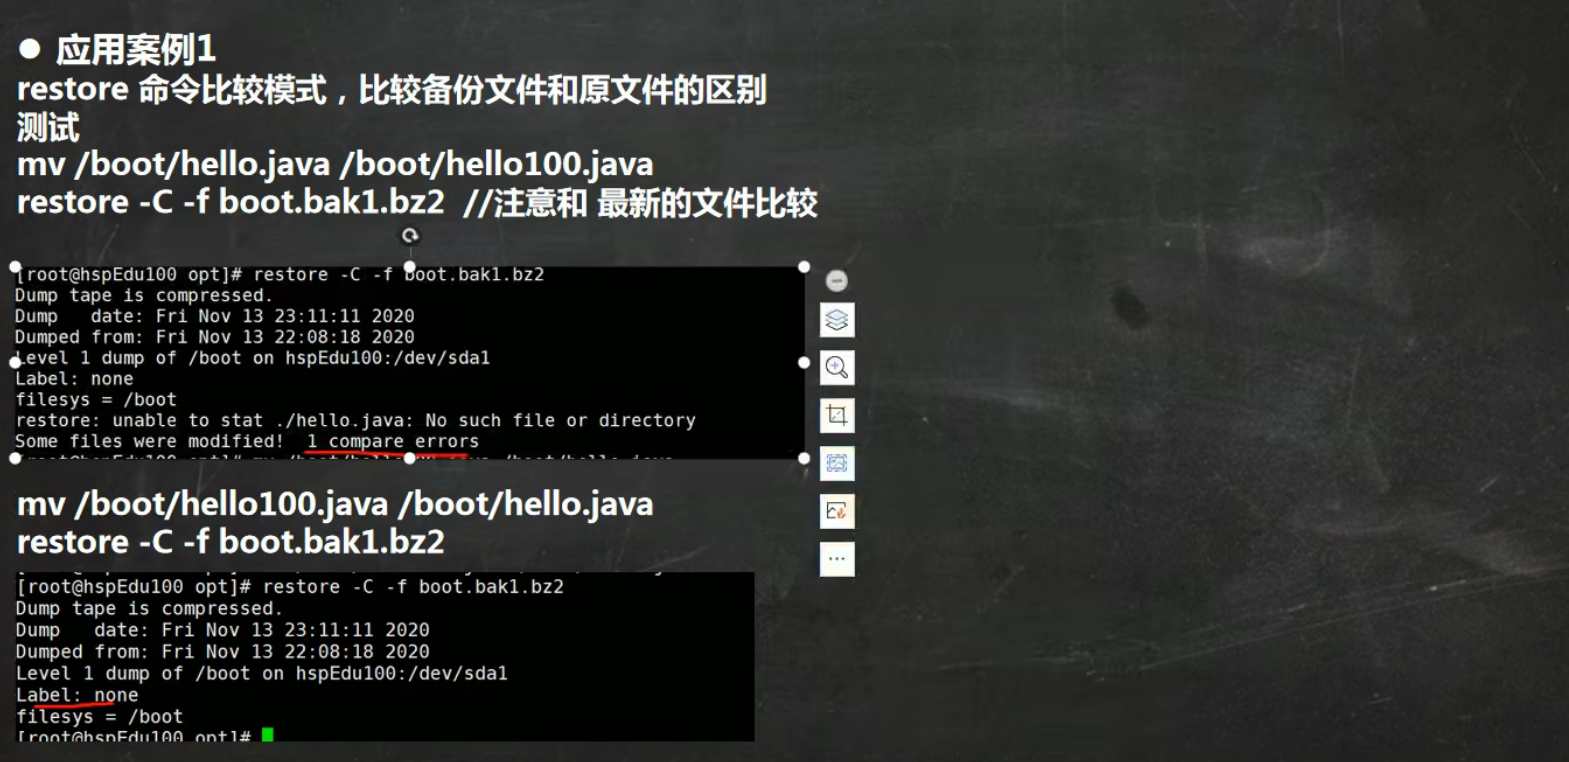 ● 应用案例1
restore 命令比较模式，比较备份文件和原文件的区别
测试
mv /boot/hello.java /boot/hello100.java
restore -C -f boot.bak1.bz2 //注意和 最新的文件比较
[root@hspEdu100 opt]# restore -C -f boot.bak1.bz2
Dump tape is compressed.
Dump   date: Fri Nov 13 23:11:11 2020
Dumped from: Fri Nov 13 22:08:18 2020
Level 1 dump of /boot on hspEdu100:/dev/sda1
Label: none
filesys = /boot
restore: unable to stat ./hello.java: No such file or directory
Some files were modified!  1 compare errors
mv /boot/hello100.java /boot/hello.java
restore -C -f boot.bak1.bz2
[root@hspEdu100 opt]# restore -C -f boot.bak1.bz2
Dump tape is compressed.
Dump   date: Fri Nov 13 23:11:11 2020
Dumped from: Fri Nov 13 22:08:18 2020
Level 1 dump of /boot on hspEdu100:/dev/sda1
Label: none
filesys = /boot
[root@hspEdu100 opt]#